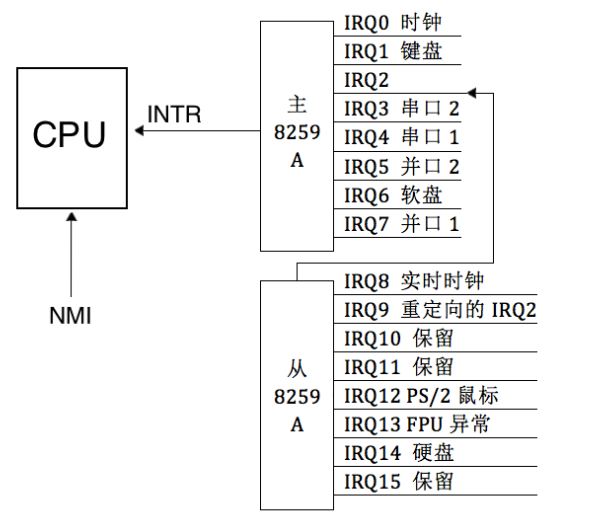 IRQ0 时钟
IRQ1 键盘
IRQ2
IRQ3 串口 2
IRQ4 串口 1
IRQ5 并口 2
IRQ6 软盘
IRQ7 并口 1
主
8259
A
INTR
CPU
NMI
IRQ8 实时时钟
IRQ9 重定向的 IRQ2
IRQ10 保留
IRQ11 保留
IRQ12 PS/2 鼠标
IRQ13 FPU 异常
IRQ14 硬盘
IRQ15 保留
从
8259
A